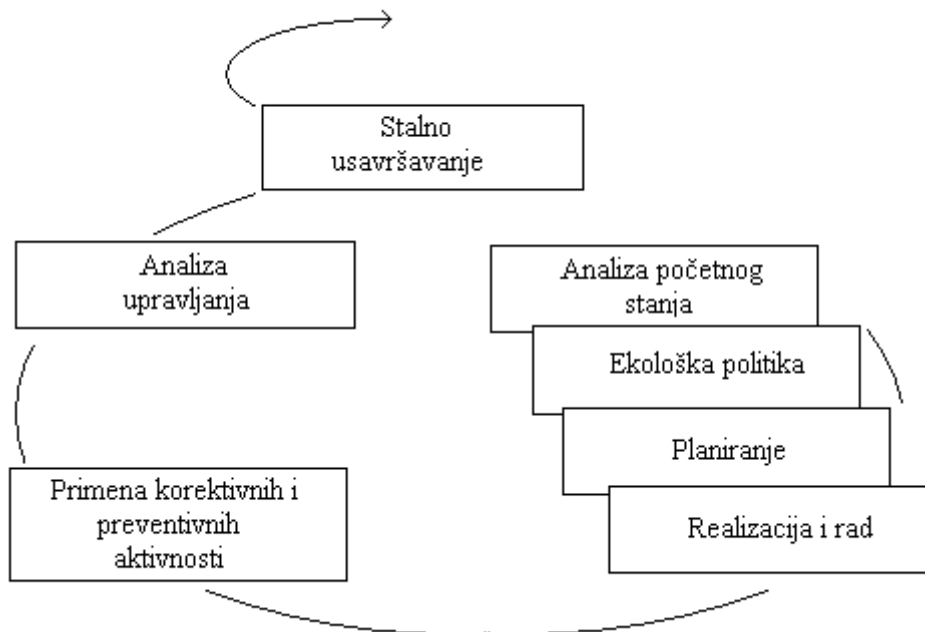 Stalno
usavršavanje
Analiza
upravljanja
Analiza početnog
stanja
Ekološka politika
Planiranje
Primena korektivnih i
preventivnih
aktivnosti
Realizacija i rad